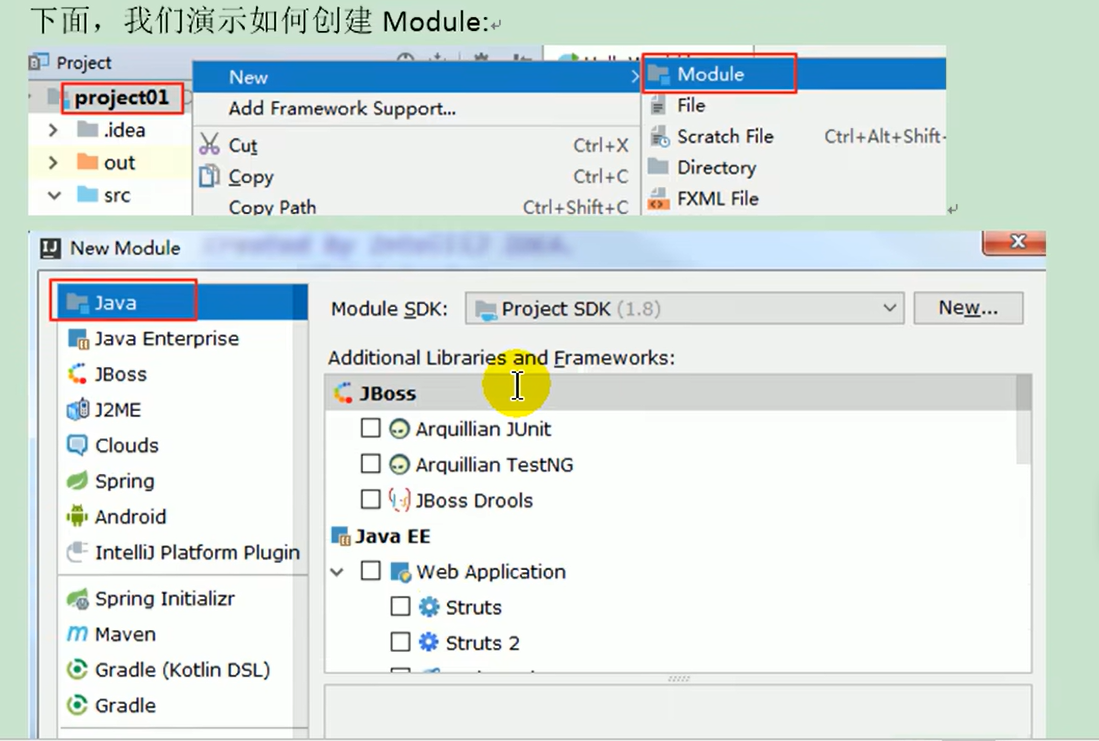 下面，我们演示如何创建 Module:
Project
project01
.idea
out
src
New
Add Framework Support...
Cut Ctrl+X
Copy Ctrl+C
Copy Path Ctrl+Shift+C
Module
File
Scratch File Ctrl+Alt+Shift-
Directory
FXML File
New Module
created by IntelliJ IDEA.
Java
Java Enterprise
JBoss
J2ME
Clouds
Spring
Android
IntelliJ Platform Plugin
Spring Initializr
Maven
Gradle (Kotlin DSL)
Gradle
Module SDK: Project SDK (1.8) New...
Additional Libraries and Frameworks:
JBoss
Arquillian JUnit
Arquillian TestNG
JBoss Drools
Java EE
Web Application
Struts
Struts 2